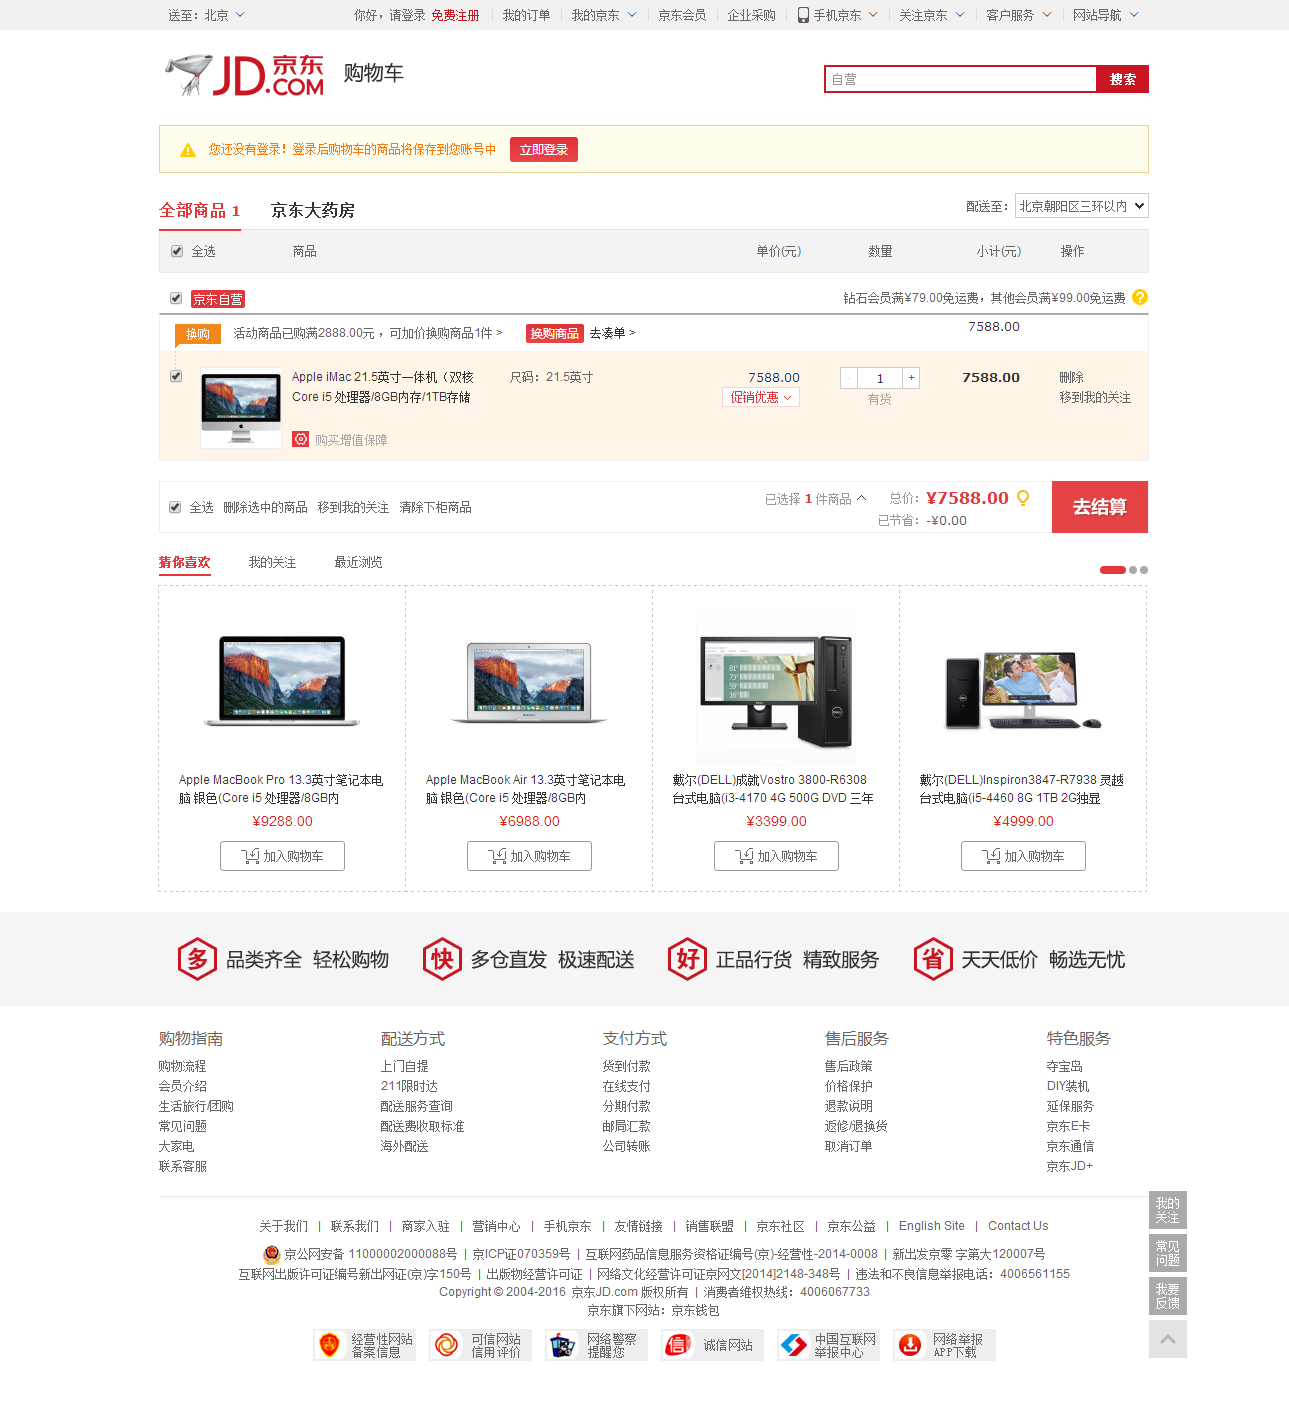 送至：北京 你好，请登录 免费注册 我的订单 我的京东 京东会员 企业采购 手机京东 关注京东 客户服务 网站导航
JD.COM 京东 购物车
自营 搜索
您还没有登录！登录后购物车的商品将保存到您账号中 立即登录
全部商品 1 京东大药房 配送至： 北京朝阳区三环以内
全选 商品 单价(元) 数量 小计(元) 操作
京东自营 钻石会员满¥79.00免运费，其他会员满¥99.00免运费 ?
换购 活动商品已购满2888.00元 ，可加价换购商品1件 > 换购商品 去凑单 > 7588.00
Apple iMac 21.5英寸一体机（双核 尺码：21.5英寸 7588.00 - 1 + 7588.00 删除
Core i5 处理器/8GB内存/1TB存储 促销优惠 有货 移到我的关注
购买增值保障
全选 删除选中的商品 移到我的关注 清除下柜商品 已选择 1 件商品 总价： ¥7588.00 去结算
已节省： -¥0.00
猜你喜欢 我的关注 最近浏览
Apple MacBook Pro 13.3英寸笔记本电
脑 银色(Core i5 处理器/8GB内
¥9288.00
加入购物车
Apple MacBook Air 13.3英寸笔记本电
脑 银色(Core i5 处理器/8GB内
¥6988.00
加入购物车
戴尔(DELL)成就Vostro 3800-R6308
台式电脑(i3-4170 4G 500G DVD 三年
¥3399.00
加入购物车
戴尔(DELL)Inspiron3847-R7938 灵越
台式电脑(i5-4460 8G 1TB 2G独显
¥4999.00
加入购物车
多 品类齐全 轻松购物 快 多仓直发 极速配送 好 正品行货 精致服务 省 天天低价 畅选无忧
购物指南
购物流程
会员介绍
生活旅行/团购
常见问题
大家电
联系客服
配送方式
上门自提
211限时达
配送服务查询
配送费收取标准
海外配送
支付方式
货到付款
在线支付
分期付款
邮局汇款
公司转账
售后服务
售后政策
价格保护
退款说明
返修/退换货
取消订单
特色服务
夺宝岛
DIY装机
延保服务
京东E卡
京东通信
京东JD+
我的
关注
常见
问题
我要
反馈
关于我们 | 联系我们 | 商家入驻 | 营销中心 | 手机京东 | 友情链接 | 销售联盟 | 京东社区 | 京东公益 | English Site | Contact Us
京公网安备 11000002000088号 | 京ICP证070359号 | 互联网药品信息服务资格证编号(京)-经营性-2014-0008 | 新出发京零 字第大120007号
互联网出版许可证编号新出网证(京)字150号 | 出版物经营许可证 | 网络文化经营许可证京网文[2014]2148-348号 | 违法和不良信息举报电话：4006561155
Copyright © 2004-2016 京东JD.com 版权所有 | 消费者维权热线：4006067733
京东旗下网站：京东钱包
经营性网站
备案信息
可信网站
信用评价
网络警察
提醒您
诚信网站
中国互联网
举报中心
网络举报
APP下载